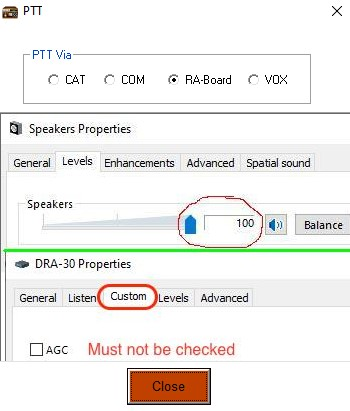 PTT
PTT Via
CAT COM RA-Board VOX
Speakers Properties
General Levels Enhancements Advanced Spatial sound
Speakers
100 Balance
DRA-30 Properties
General Listen Custom Levels Advanced
AGC Must not be checked
Close